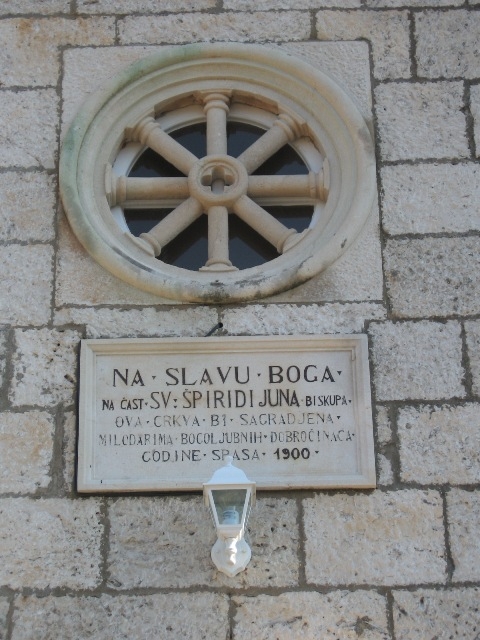 NA · SLAVU · BOGA ·
NA ČAST · SV: ŠPIRIDIJUNA · BISKUPA
OVA · CRKVA · BI · SAGRADJENA ·
MILODARIMA · BOGOLJUBNIH · DOBROČINACA ·
GODINE · SPASA · 1900 ·